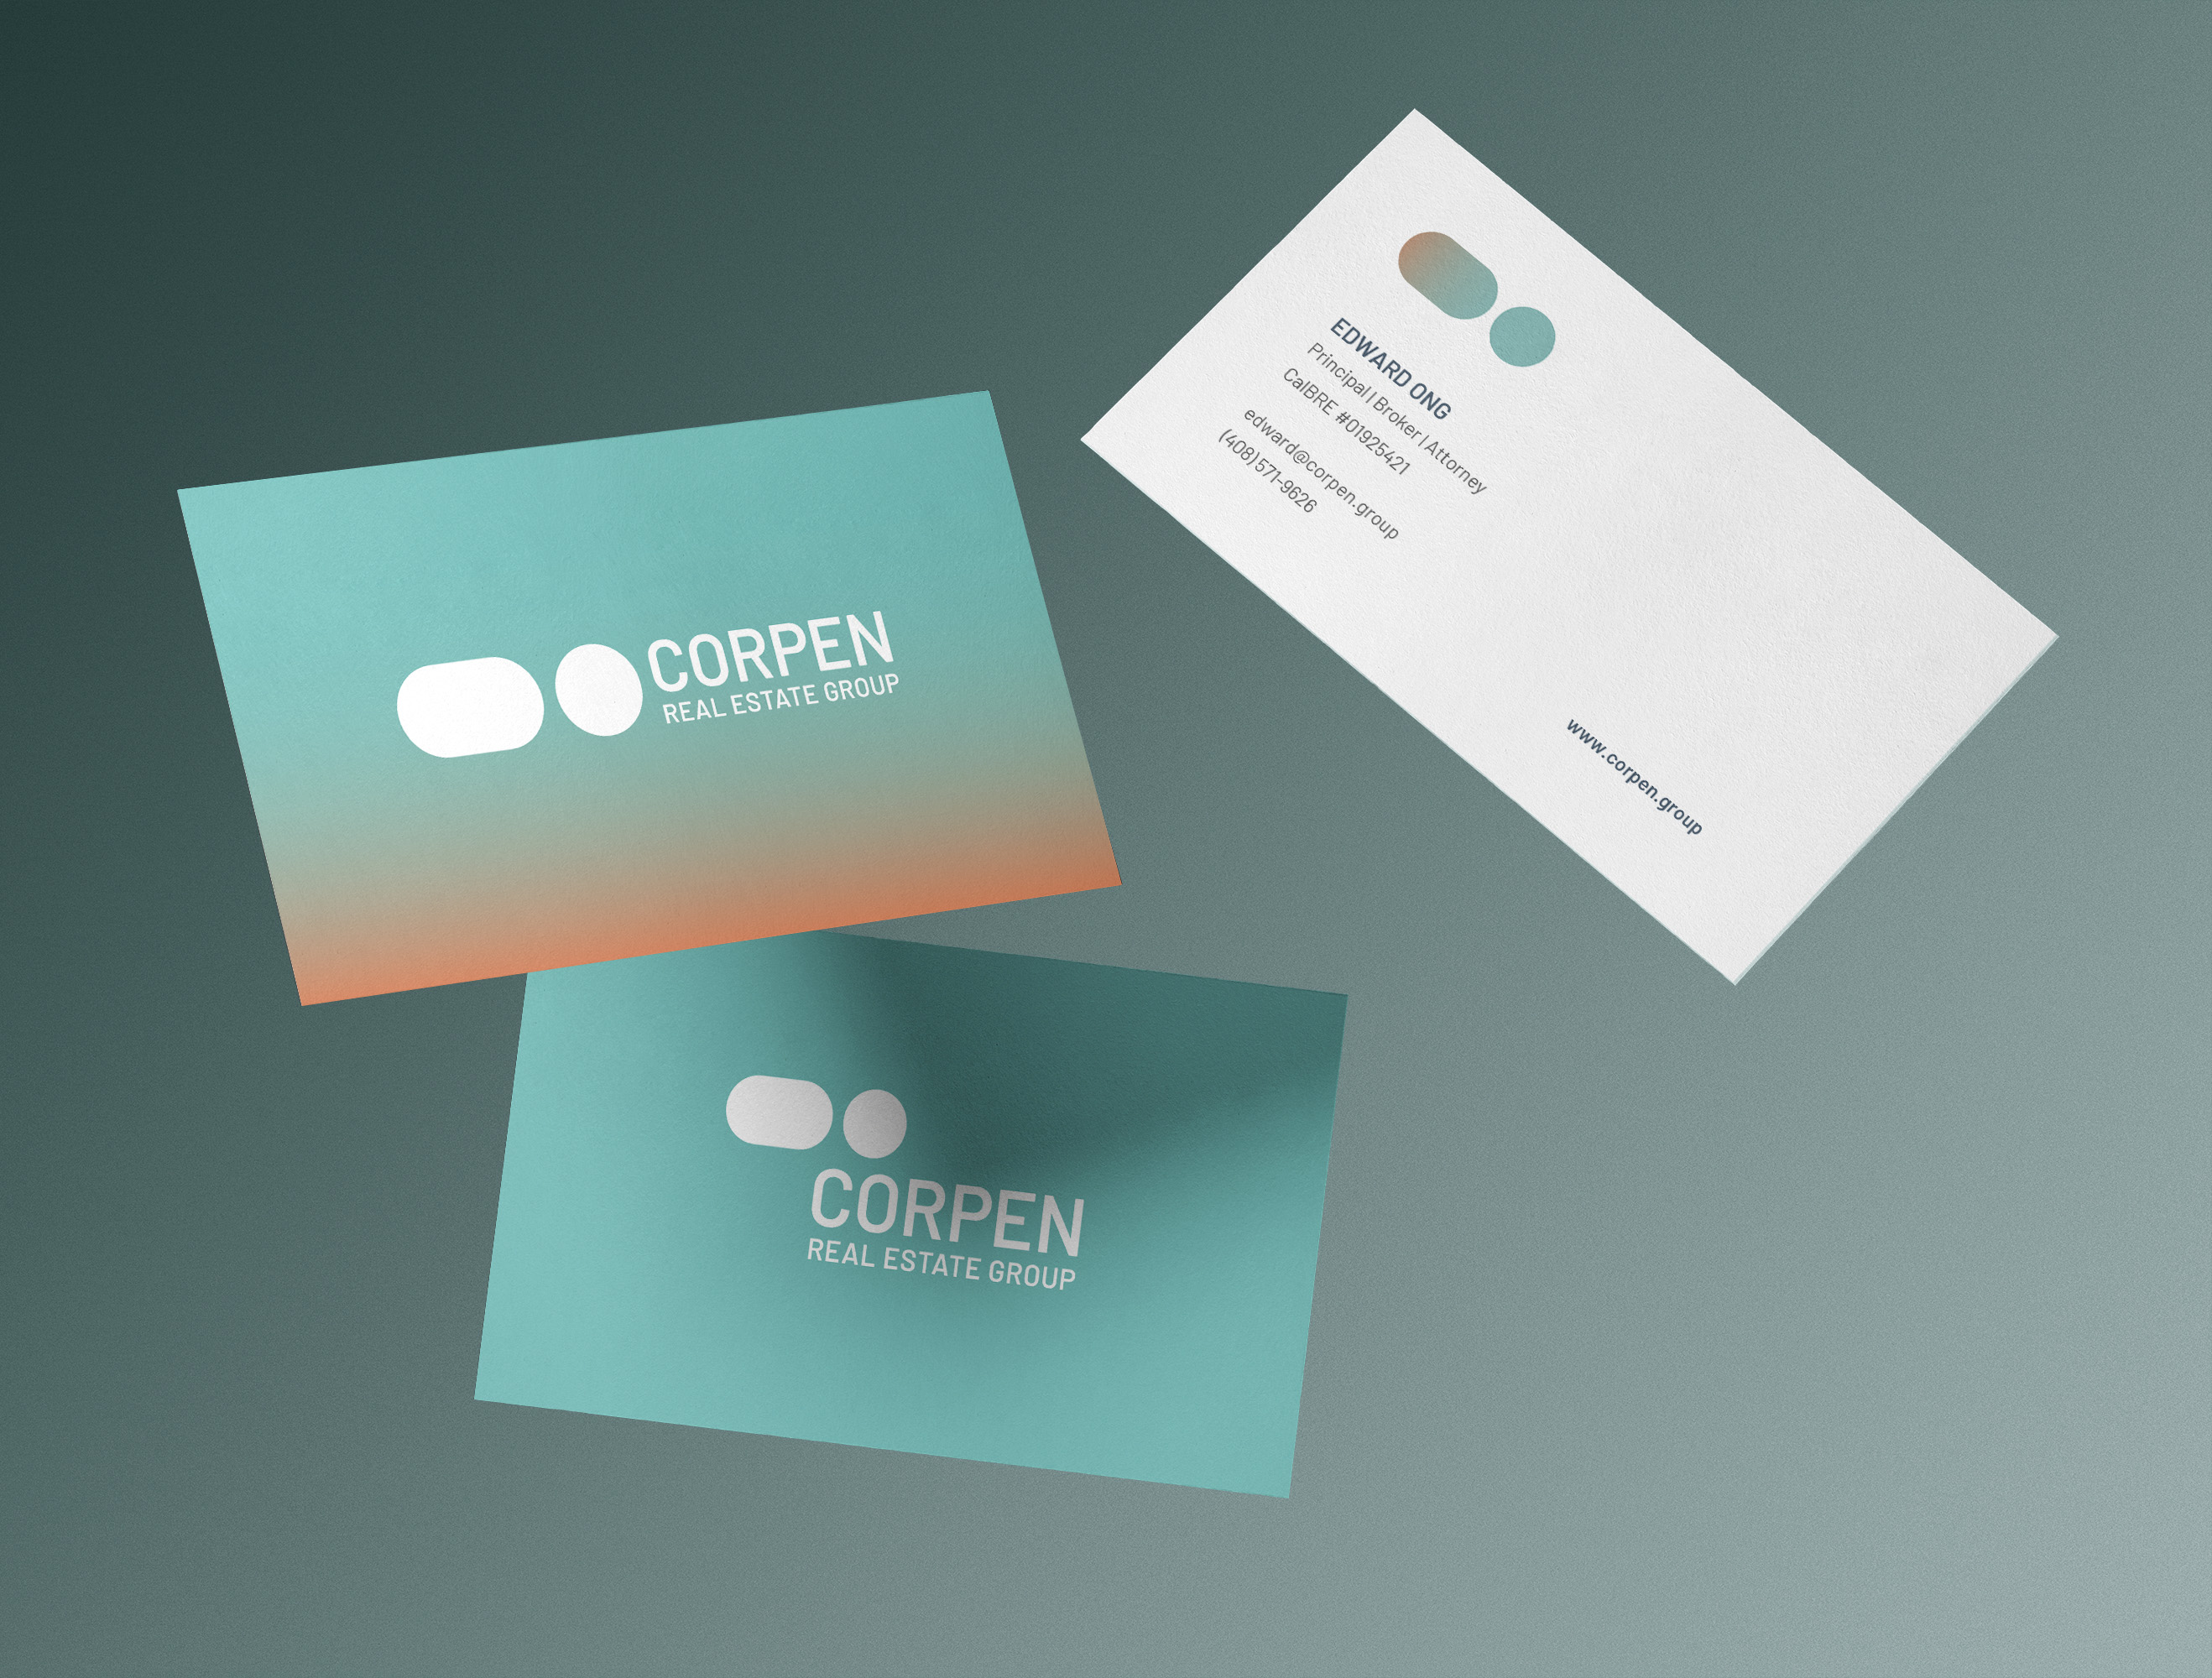 CORPEN
REAL ESTATE GROUP
EDWARD ONG
Principal | Broker | Attorney
CalBRE #01925421
edward@corpen.group
(408) 571-9626
www.corpen.group
CORPEN
REAL ESTATE GROUP